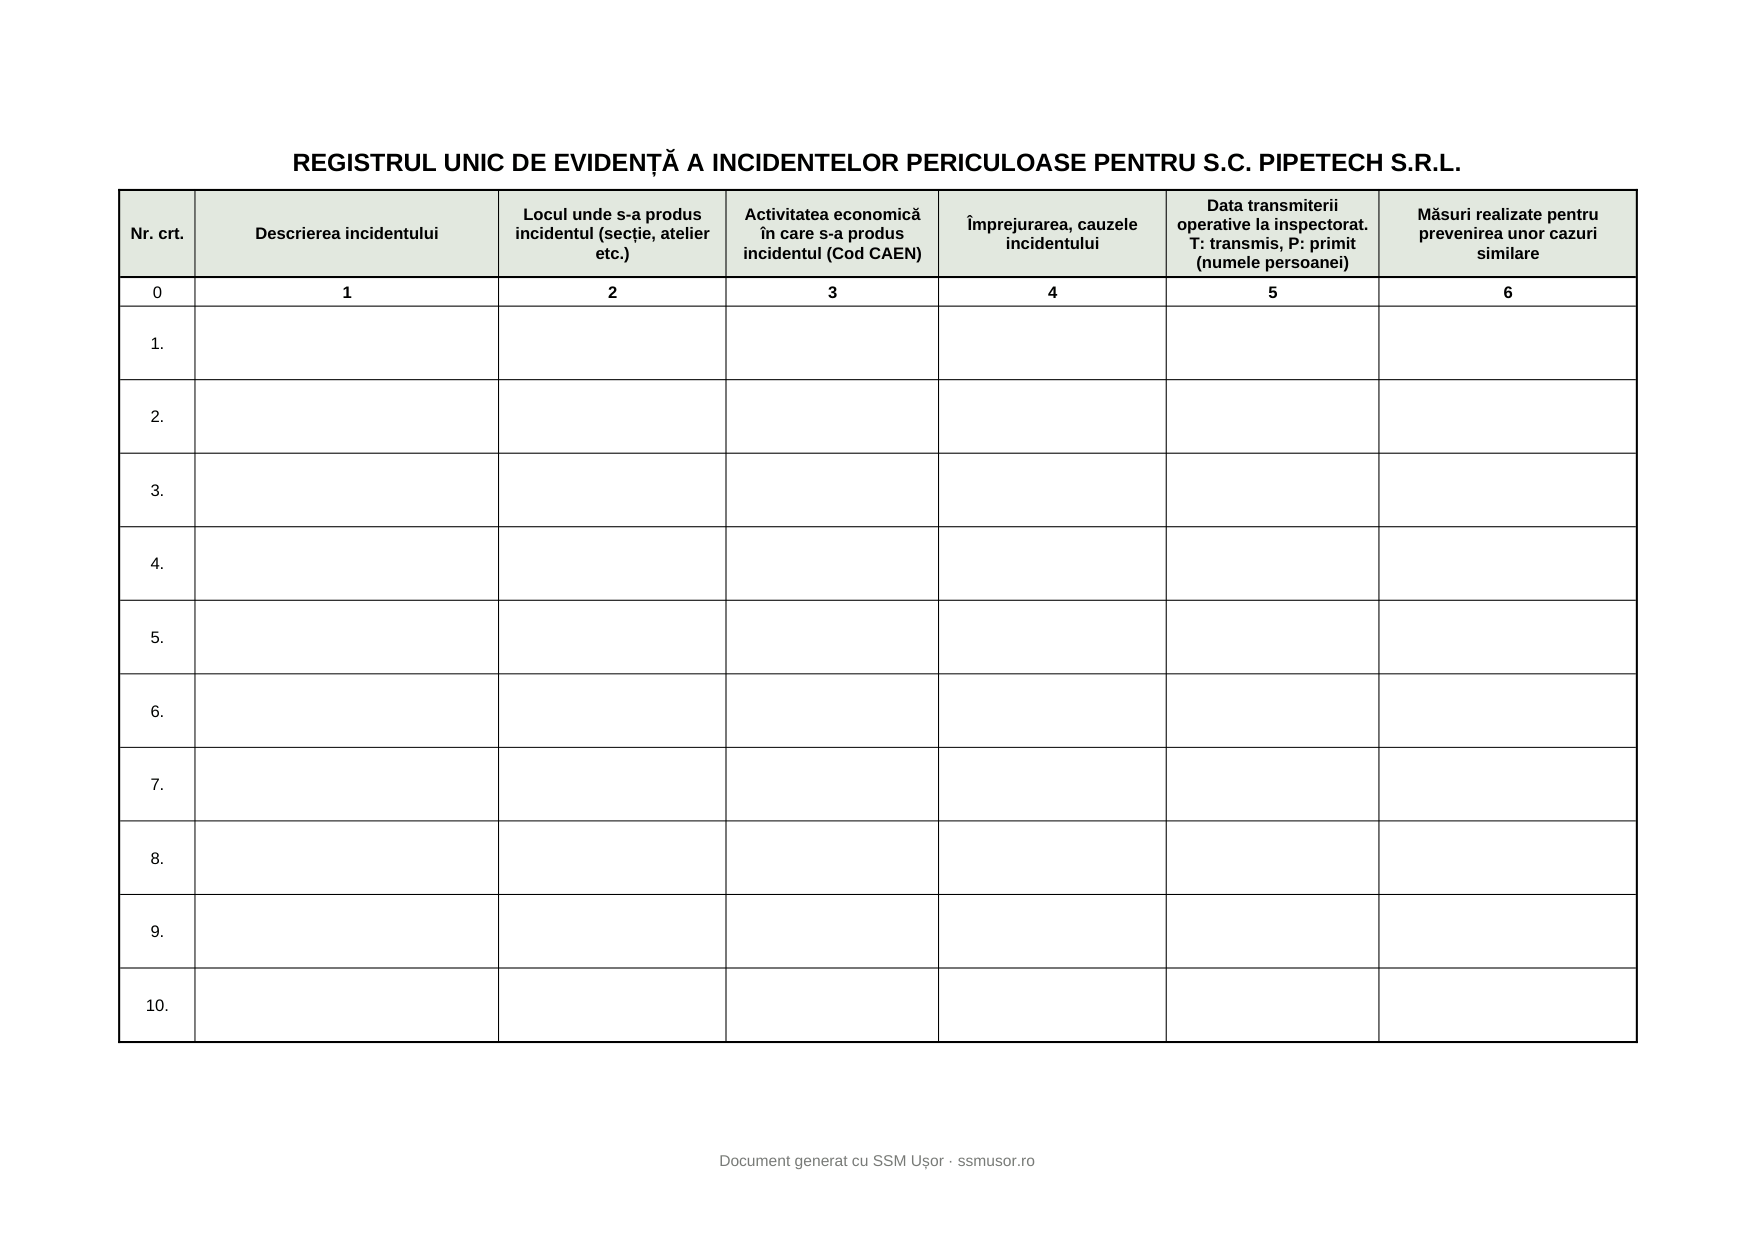 REGISTRUL UNIC DE EVIDENȚĂ A INCIDENTELOR PERICULOASE PENTRU S.C. PIPETECH S.R.L.
Nr. crt.
Descrierea incidentului
Locul unde s-a produs
incidentul (secție, atelier
etc.)
Activitatea economică
în care s-a produs
incidentul (Cod CAEN)
Împrejurarea, cauzele
incidentului
Data transmiterii
operative la inspectorat.
T: transmis, P: primit
(numele persoanei)
Măsuri realizate pentru
prevenirea unor cazuri
similare
0 1 2 3 4 5 6
1.
2.
3.
4.
5.
6.
7.
8.
9.
10.
Document generat cu SSM Ușor · ssmusor.ro